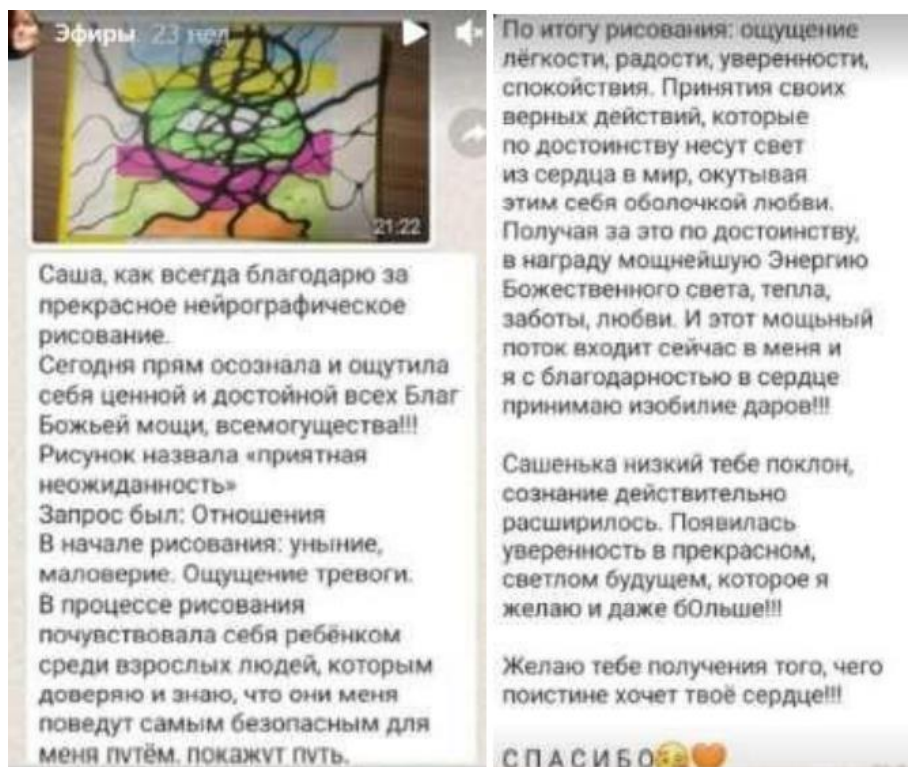 Эфиры 23 нед
21:22
Саша, как всегда благодарю за
прекрасное нейрографическое
рисование.
Сегодня прям осознала и ощутила
себя ценной и достойной всех Благ
Божьей мощи, всемогущества!!!
Рисунок назвала «приятная
неожиданность»
Запрос был: Отношения
В начале рисования: уныние,
маловерие. Ощущение тревоги.
В процессе рисования
почувствовала себя ребёнком
среди взрослых людей, которым
доверяю и знаю, что они меня
поведут самым безопасным для
меня путём. покажут путь.
По итогу рисования: ощущение
лёгкости, радости, уверенности,
спокойствия. Принятия своих
верных действий, которые
по достоинству несут свет
из сердца в мир, окутывая
этим себя оболочкой любви.
Получая за это по достоинству,
в награду мощнейшую Энергию
Божественного света, тепла,
заботы, любви. И этот мощьный
поток входит сейчас в меня и
я с благодарностью в сердце
принимаю изобилие даров!!!
Сашенька низкий тебе поклон,
сознание действительно
расширилось. Появилась
уверенность в прекрасном,
светлом будущем, которое я
желаю и даже бОльше!!!
Желаю тебе получения того, чего
поистине хочет твоё сердце!!!
С П А С И Б О